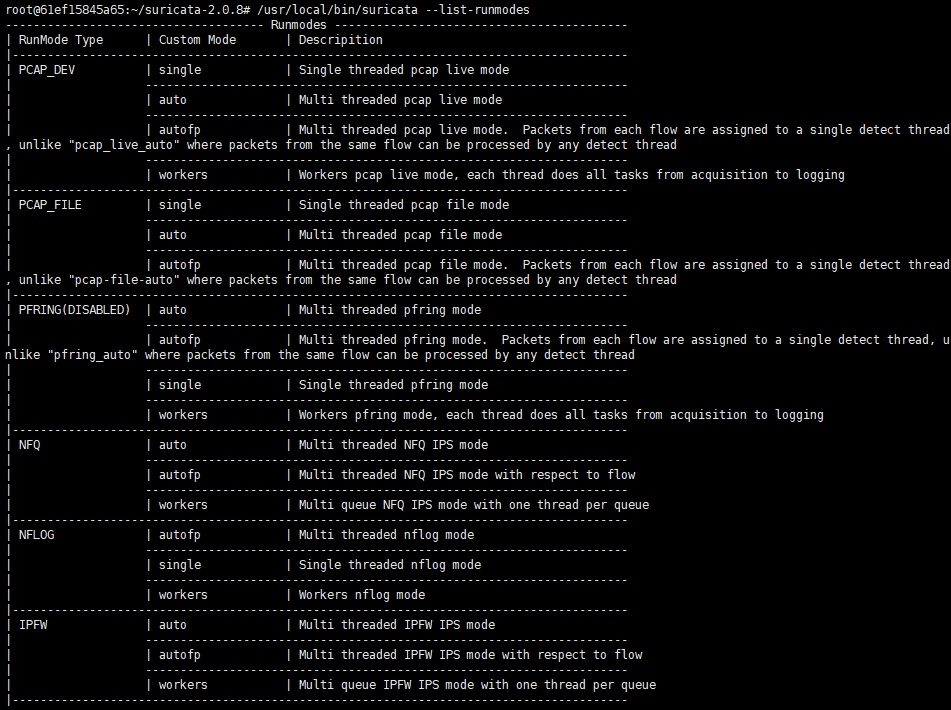 root@61ef15845a65:~/suricata-2.0.8# /usr/local/bin/suricata --list-runmodes
------------------------------------- Runmodes ------------------------------------------
| RunMode Type      | Custom Mode       | Descripition
|----------------------------------------------------------------------------------------
| PCAP_DEV          | single            | Single threaded pcap live mode
|                   ---------------------------------------------------------------------
|                   | auto              | Multi threaded pcap live mode
|                   ---------------------------------------------------------------------
|                   | autofp            | Multi threaded pcap live mode.  Packets from each flow are assigned to a single detect thread
, unlike "pcap_live_auto" where packets from the same flow can be processed by any detect thread
|                   ---------------------------------------------------------------------
|                   | workers           | Workers pcap live mode, each thread does all tasks from acquisition to logging
|----------------------------------------------------------------------------------------
| PCAP_FILE         | single            | Single threaded pcap file mode
|                   ---------------------------------------------------------------------
|                   | auto              | Multi threaded pcap file mode
|                   ---------------------------------------------------------------------
|                   | autofp            | Multi threaded pcap file mode.  Packets from each flow are assigned to a single detect thread
, unlike "pcap-file-auto" where packets from the same flow can be processed by any detect thread
|----------------------------------------------------------------------------------------
| PFRING(DISABLED)  | auto              | Multi threaded pfring mode
|                   ---------------------------------------------------------------------
|                   | autofp            | Multi threaded pfring mode.  Packets from each flow are assigned to a single detect thread, u
nlike "pfring_auto" where packets from the same flow can be processed by any detect thread
|                   ---------------------------------------------------------------------
|                   | single            | Single threaded pfring mode
|                   ---------------------------------------------------------------------
|                   | workers           | Workers pfring mode, each thread does all tasks from acquisition to logging
|----------------------------------------------------------------------------------------
| NFQ               | auto              | Multi threaded NFQ IPS mode
|                   ---------------------------------------------------------------------
|                   | autofp            | Multi threaded NFQ IPS mode with respect to flow
|                   ---------------------------------------------------------------------
|                   | workers           | Multi queue NFQ IPS mode with one thread per queue
|----------------------------------------------------------------------------------------
| NFLOG             | autofp            | Multi threaded nflog mode
|                   ---------------------------------------------------------------------
|                   | single            | Single threaded nflog mode
|                   ---------------------------------------------------------------------
|                   | workers           | Workers nflog mode
|----------------------------------------------------------------------------------------
| IPFW              | auto              | Multi threaded IPFW IPS mode
|                   ---------------------------------------------------------------------
|                   | autofp            | Multi threaded IPFW IPS mode with respect to flow
|                   ---------------------------------------------------------------------
|                   | workers           | Multi queue IPFW IPS mode with one thread per queue
|----------------------------------------------------------------------------------------